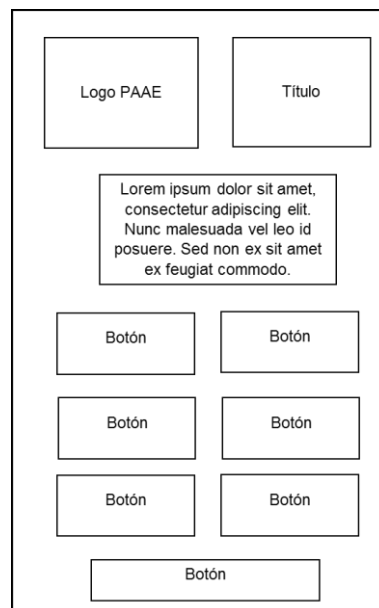 Logo PAAE
Título
Lorem ipsum dolor sit amet,
consectetur adipiscing elit.
Nunc malesuada vel leo id
posuere. Sed non ex sit amet
ex feugiat commodo.
Botón
Botón
Botón
Botón
Botón
Botón
Botón